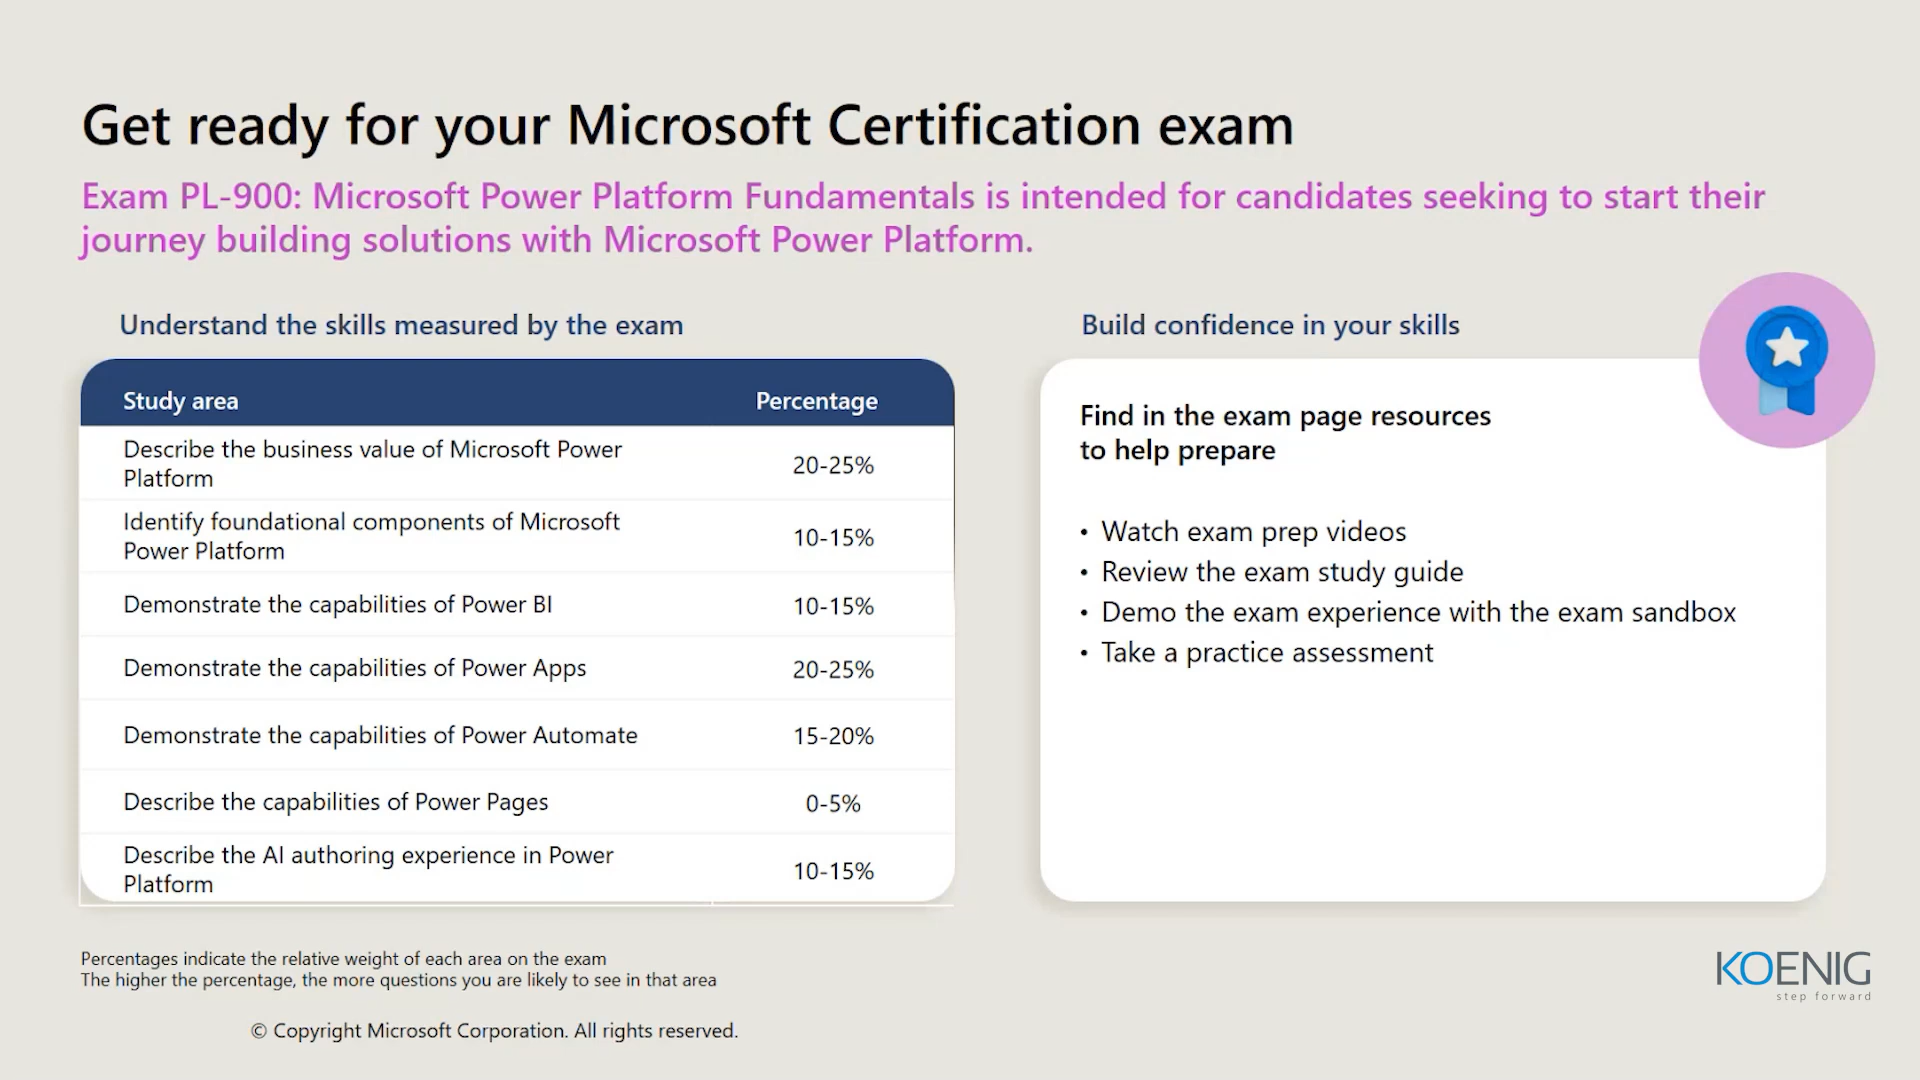 Get ready for your Microsoft Certification exam
Exam PL-900: Microsoft Power Platform Fundamentals is intended for candidates seeking to start their
journey building solutions with Microsoft Power Platform.
Understand the skills measured by the exam
Study area Percentage
Describe the business value of Microsoft Power
Platform
20-25%
Identify foundational components of Microsoft
Power Platform
10-15%
Demonstrate the capabilities of Power BI 10-15%
Demonstrate the capabilities of Power Apps 20-25%
Demonstrate the capabilities of Power Automate 15-20%
Describe the capabilities of Power Pages 0-5%
Describe the AI authoring experience in Power
Platform
10-15%
Build confidence in your skills
Find in the exam page resources
to help prepare
• Watch exam prep videos
• Review the exam study guide
• Demo the exam experience with the exam sandbox
• Take a practice assessment
Percentages indicate the relative weight of each area on the exam
The higher the percentage, the more questions you are likely to see in that area
© Copyright Microsoft Corporation. All rights reserved.
KOENIG
step forward